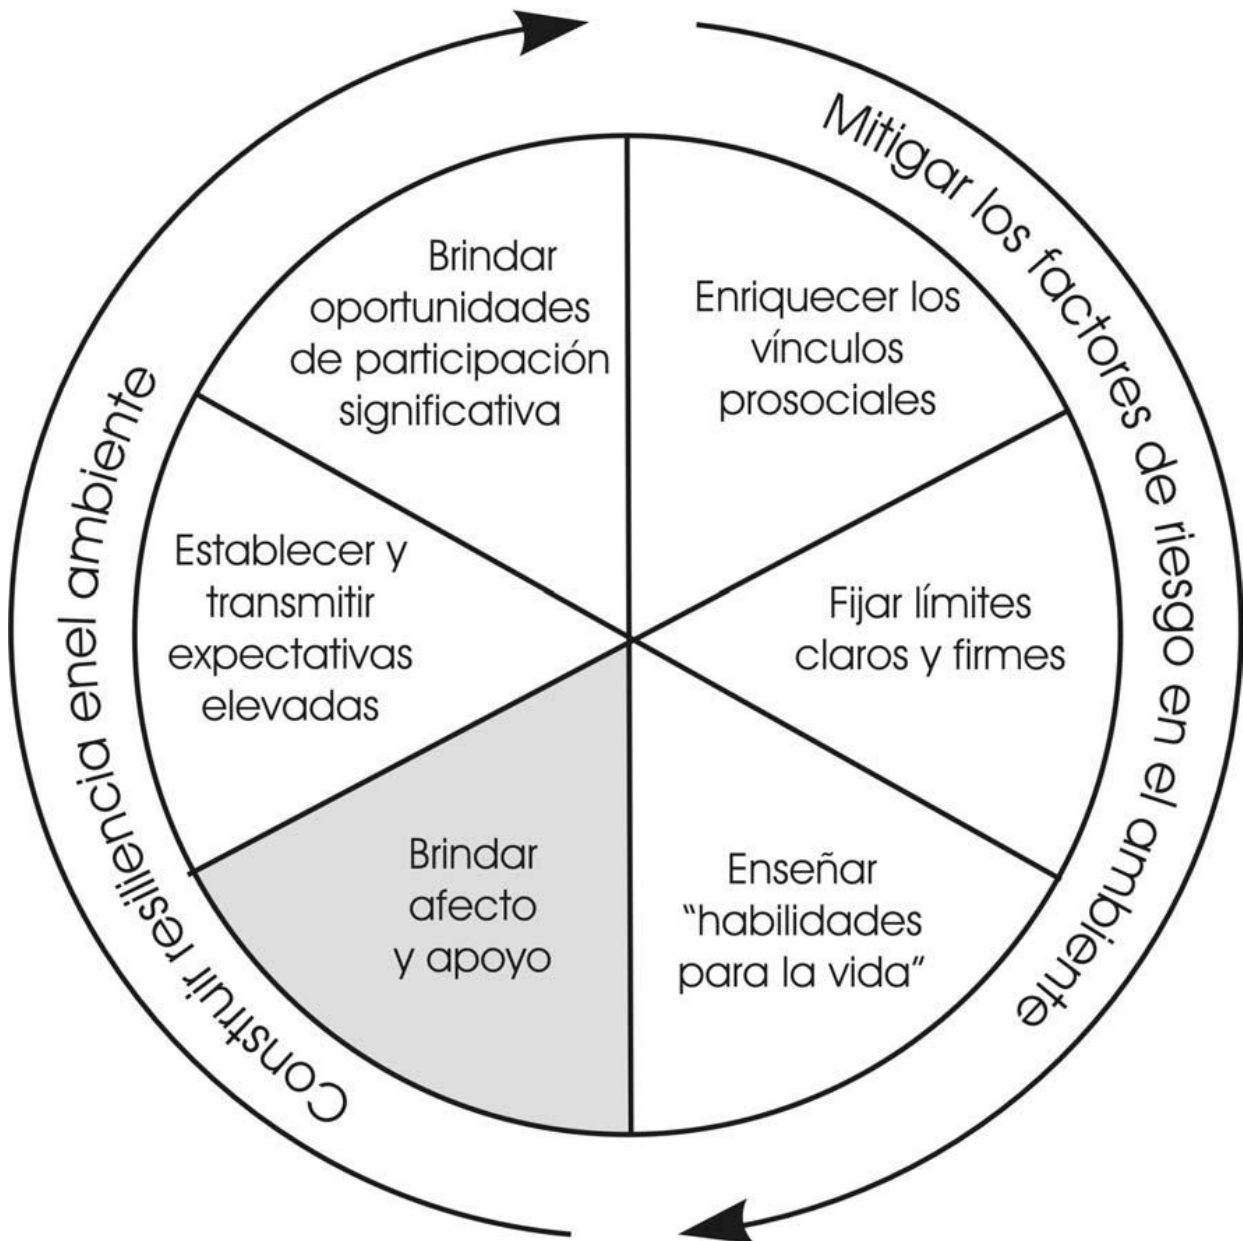 Mitigar los factores de riesgo en el ambiente
Construir resiliencia enel ambiente
Brindar
oportunidades
de participación
significativa
Enriquecer los
vínculos
prosociales
Establecer y
transmitir
expectativas
elevadas
Fijar límites
claros y firmes
Brindar
afecto
y apoyo
Enseñar
“habilidades
para la vida”